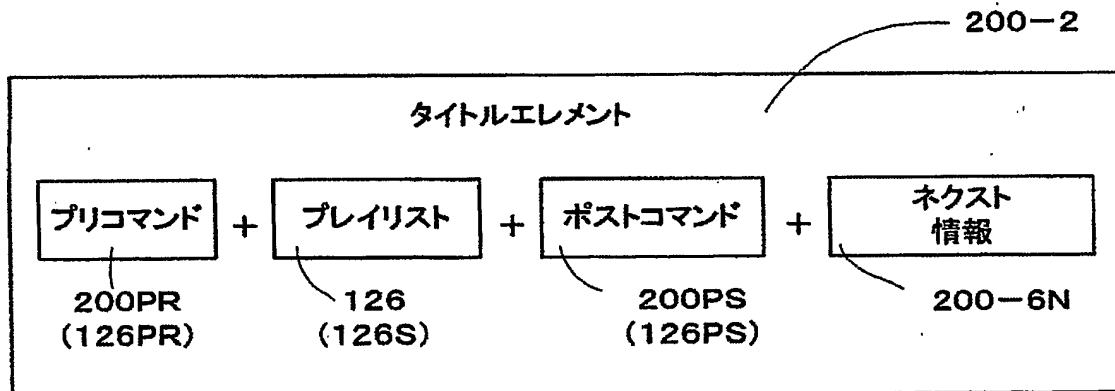 200-2
タイトルエレメント
プリコマンド + プレイリスト + ポストコマンド + ネクスト
情報
200PR 126 200PS 200-6N
(126PR) (126S) (126PS)